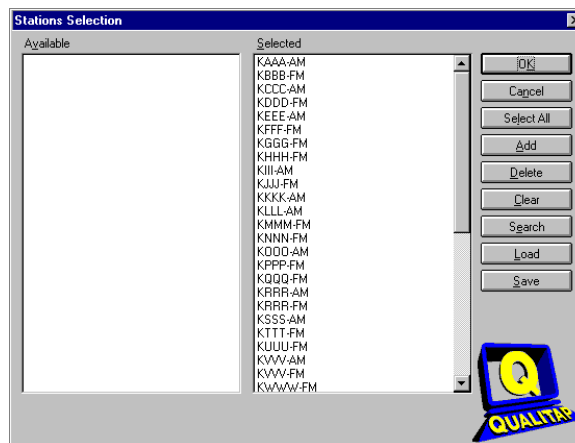 Stations Selection
Available
Selected
KAAA-AM
KBBB-FM
KCCC-AM
KDDD-FM
KEEE-AM
KFFF-FM
KGGG-FM
KHHH-FM
KIII-AM
KJJJ-FM
KKKK-AM
KLLL-AM
KMMM-FM
KNNN-FM
KOOO-AM
KPPP-FM
KQQQ-FM
KRRR-AM
KRRR-FM
KSSS-AM
KTTT-FM
KUUU-FM
KVVV-AM
KVVV-FM
KWWW-FM
OK
Cancel
Select All
Add
Delete
Clear
Search
Load
Save
Q
QUALITAP